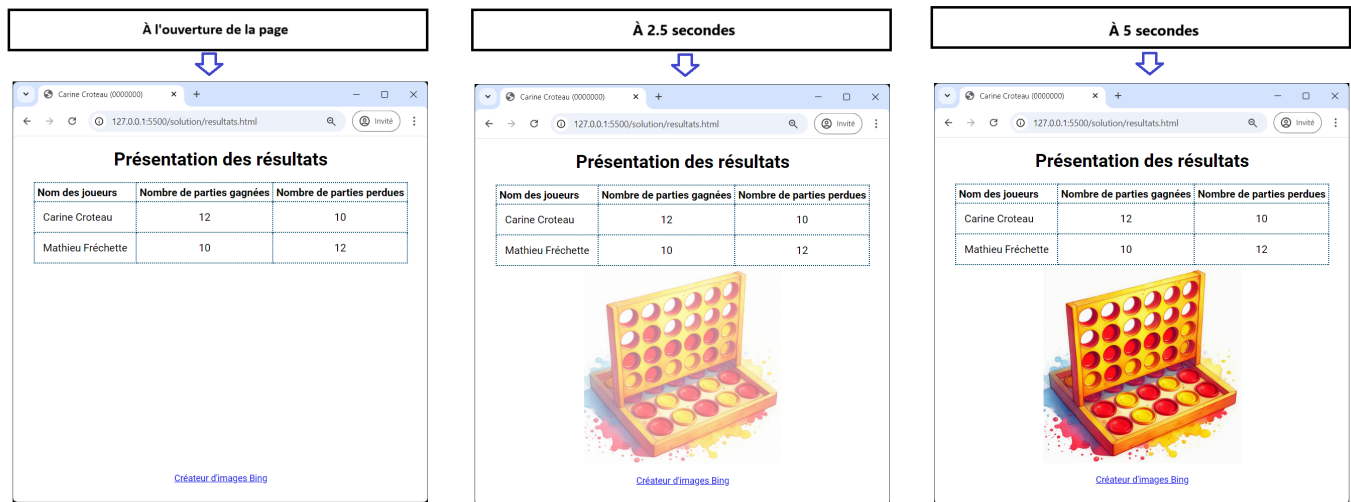 À l'ouverture de la page
Carine Croteau (0000000)
127.0.0.1:5500/solution/resultats.html
Invité
Présentation des résultats
Nom des joueurs Nombre de parties gagnées Nombre de parties perdues
Carine Croteau 12 10
Mathieu Fréchette 10 12
Créateur d'images Bing
À 2.5 secondes
Carine Croteau (0000000)
127.0.0.1:5500/solution/resultats.html
Invité
Présentation des résultats
Nom des joueurs Nombre de parties gagnées Nombre de parties perdues
Carine Croteau 12 10
Mathieu Fréchette 10 12
Créateur d'images Bing
À 5 secondes
Carine Croteau (0000000)
127.0.0.1:5500/solution/resultats.html
Invité
Présentation des résultats
Nom des joueurs Nombre de parties gagnées Nombre de parties perdues
Carine Croteau 12 10
Mathieu Fréchette 10 12
Créateur d'images Bing